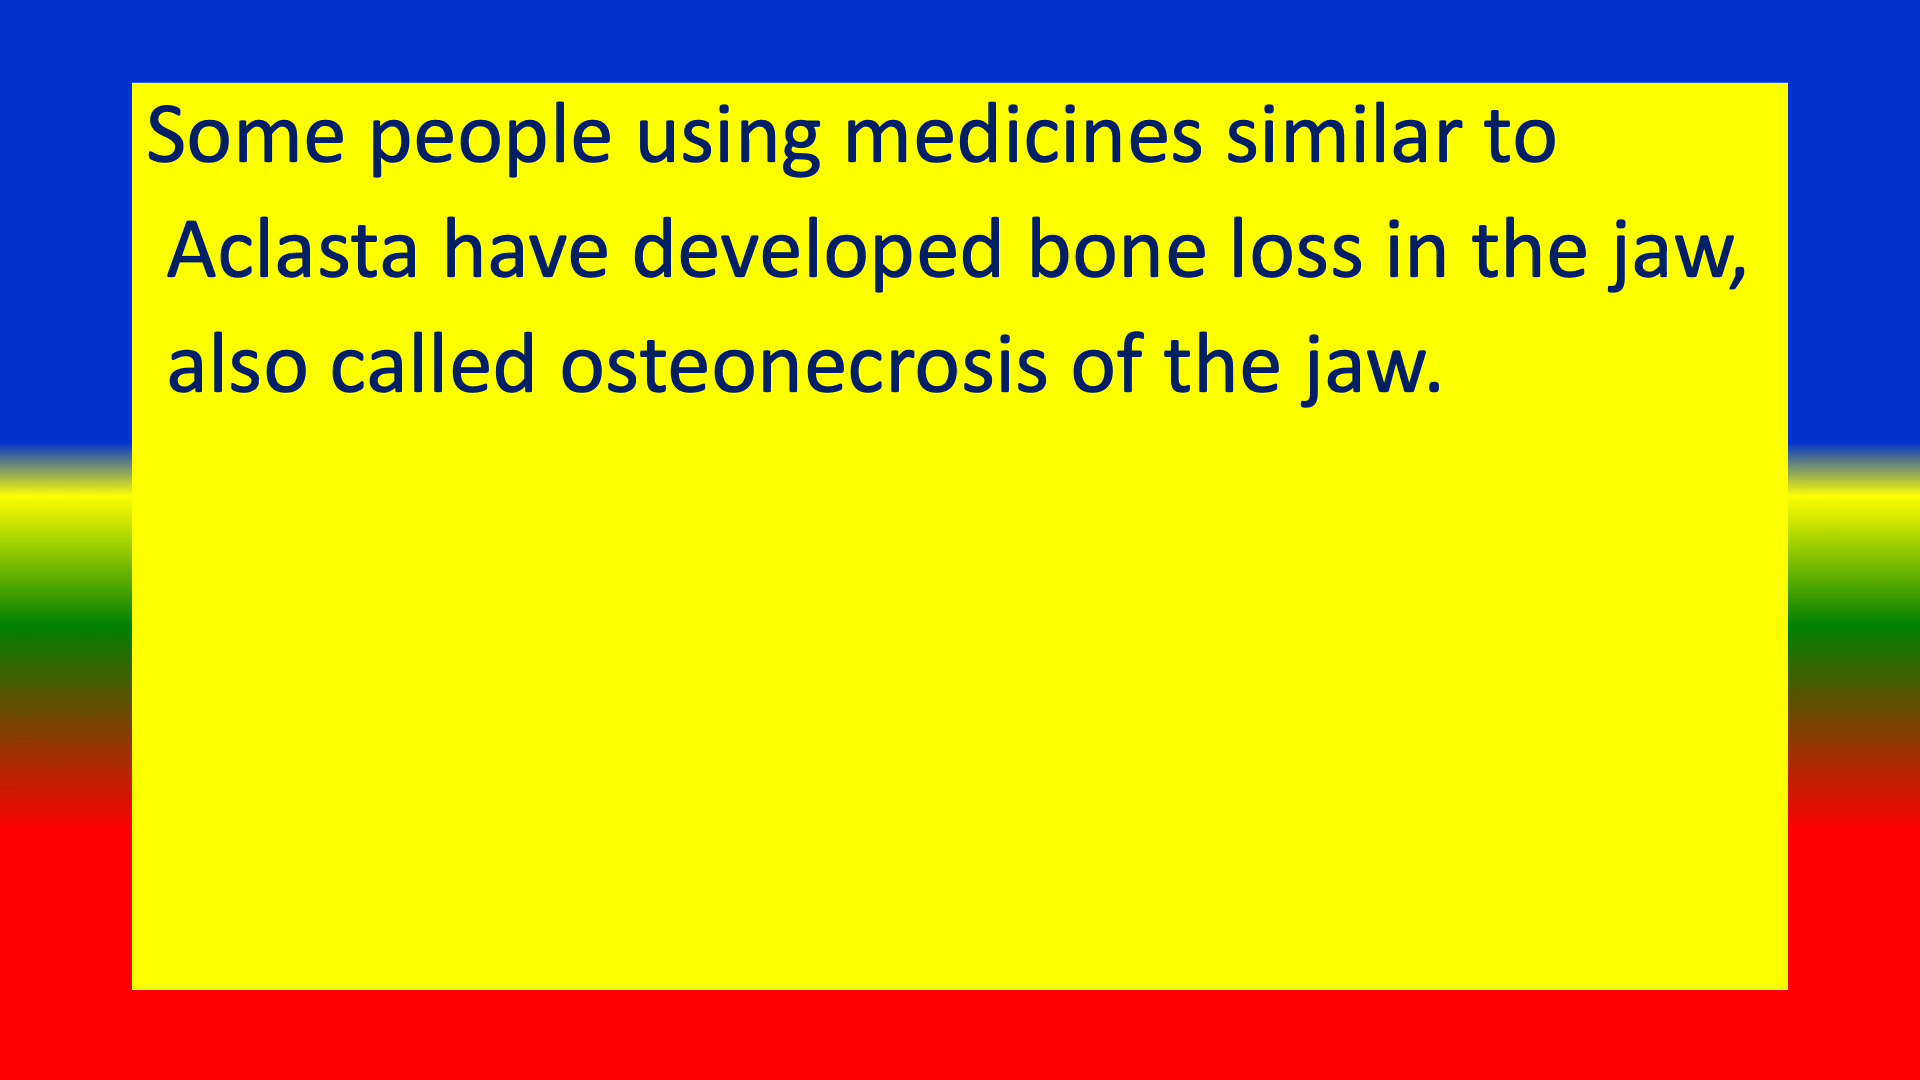 Some people using medicines similar to
Aclasta have developed bone loss in the jaw,
also called osteonecrosis of the jaw.